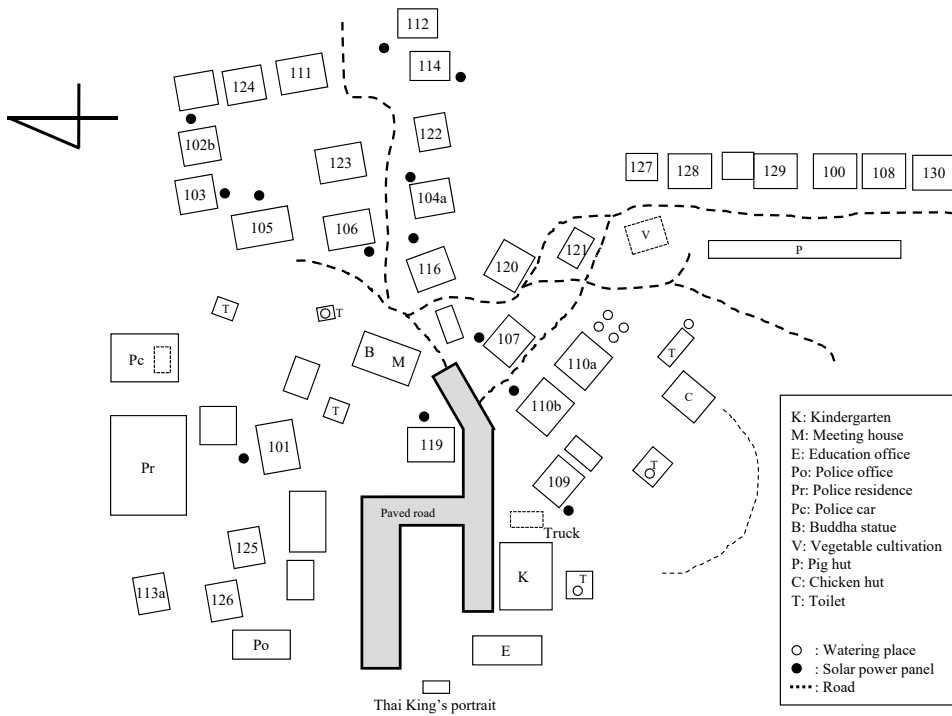 112
114
111
124
122
102b
123
127
128
129
100
108
130
103
104a
105
106
V
121
P
116
120
T
T
107
B
M
Pc
110a
T
110b
C
T
119
101
Pr
T
109
Paved road
Truck
125
K
T
113a
126
Po
E
Thai King's portrait
K: Kindergarten
M: Meeting house
E: Education office
Po: Police office
Pr: Police residence
Pc: Police car
B: Buddha statue
V: Vegetable cultivation
P: Pig hut
C: Chicken hut
T: Toilet
: Watering place
: Solar power panel
: Road